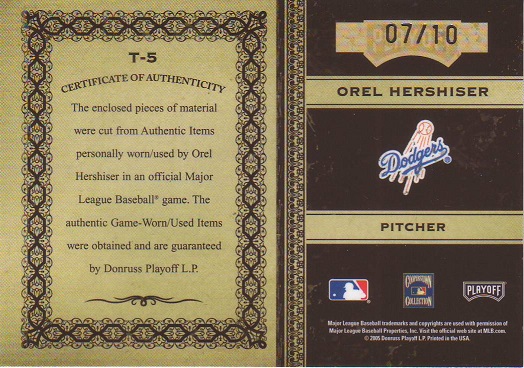 T-5
CERTIFICATE OF AUTHENTICITY
The enclosed pieces of material
were cut from Authentic Items
personally worn/used by Orel
Hershiser in an official Major
League Baseball® game. The
authentic Game-Worn/Used Items
were obtained and are guaranteed
by Donruss Playoff L.P.
PLAYOFF
07/10
OREL HERSHISER
Dodgers®
PITCHER
COOPERSTOWN
COLLECTION
PLAYOFF
Major League Baseball trademarks and copyrights are used with permission of
Major League Baseball Properties, Inc. Visit the official web site at MLB.com.
© 2005 Donruss Playoff L.P. Printed in the USA.